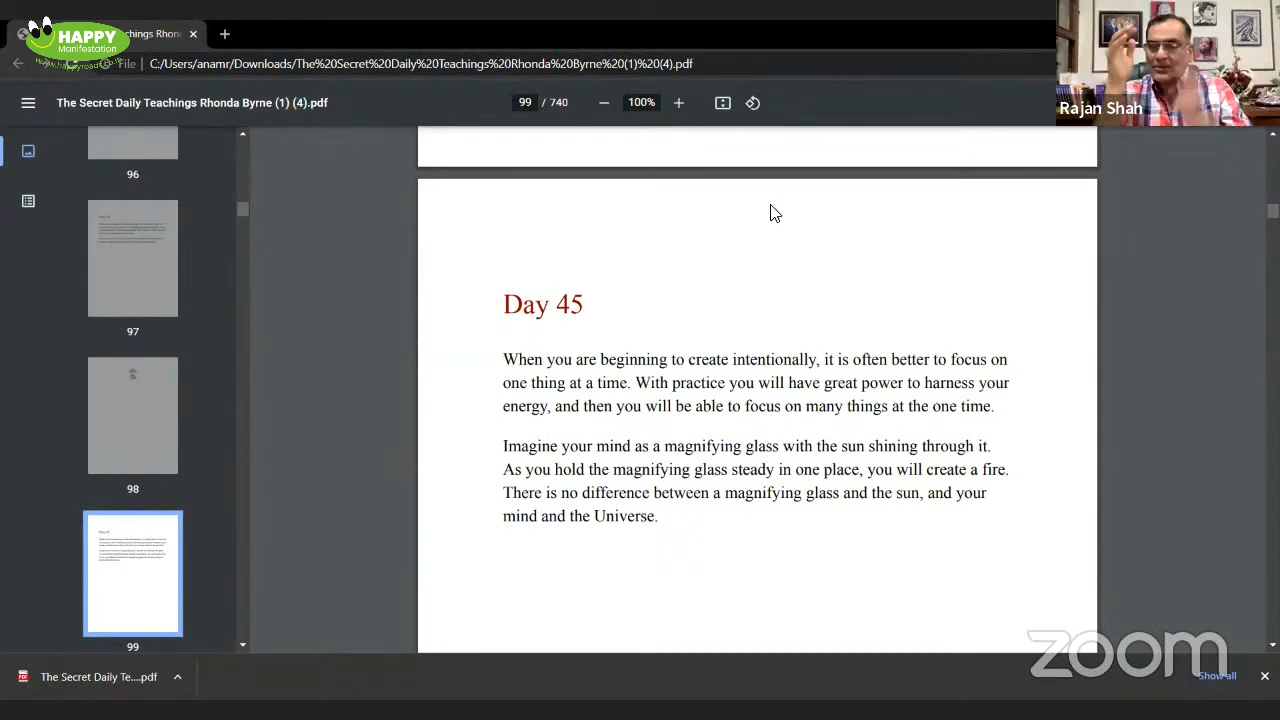 HAPPY
Manifestation
www.happyroad.co.in
File
C:/Users/anamr/Downloads/The%20Secret%20Daily%20Teachings%20Rhonda%20Byrne%20(1)%20(4).pdf
The Secret Daily Teachings Rhonda Byrne (1) (4).pdf
99 / 740
100%
Rajan Shah
96
97
98
99
Day 45
When you are beginning to create intentionally, it is often better to focus on
one thing at a time. With practice you will have great power to harness your
energy, and then you will be able to focus on many things at the one time.
Imagine your mind as a magnifying glass with the sun shining through it.
As you hold the magnifying glass steady in one place, you will create a fire.
There is no difference between a magnifying glass and the sun, and your
mind and the Universe.
zoom
The Secret Daily Te....pdf
Show all